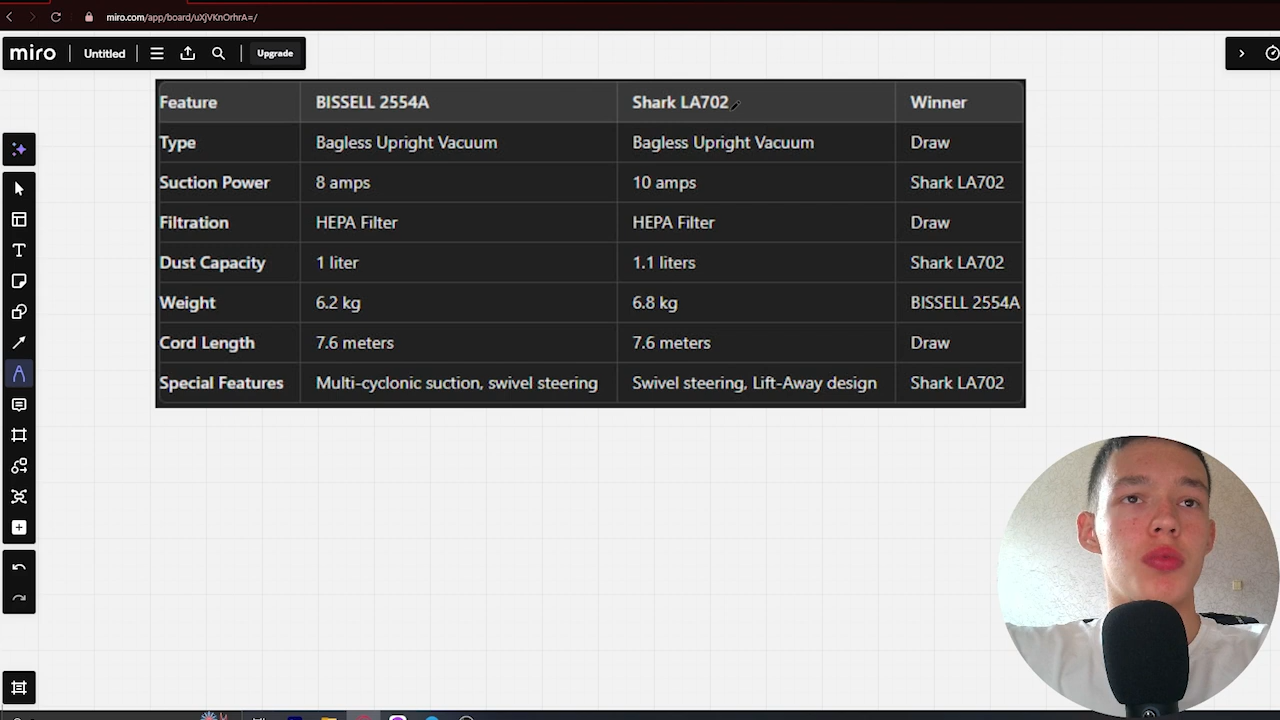 miro.com/app/board/uXjVKnOrhrA=/
miro Untitled Upgrade
Feature BISSELL 2554A Shark LA702 Winner
Type Bagless Upright Vacuum Bagless Upright Vacuum Draw
Suction Power 8 amps 10 amps Shark LA702
Filtration HEPA Filter HEPA Filter Draw
Dust Capacity 1 liter 1.1 liters Shark LA702
Weight 6.2 kg 6.8 kg BISSELL 2554A
Cord Length 7.6 meters 7.6 meters Draw
Special Features Multi-cyclonic suction, swivel steering Swivel steering, Lift-Away design Shark LA702